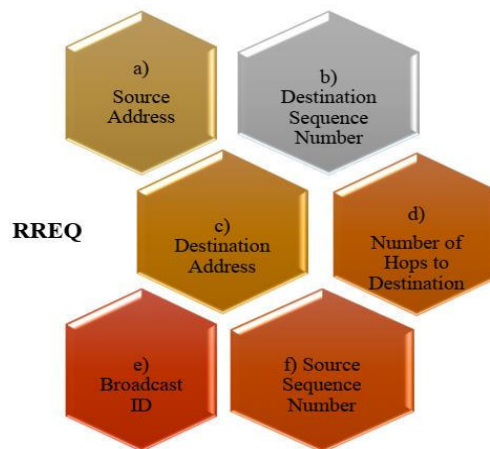 a)
Source
Address
b)
Destination
Sequence
Number
RREQ
c)
Destination
Address
d)
Number of
Hops to
Destination
e)
Broadcast
ID
f) Source
Sequence
Number